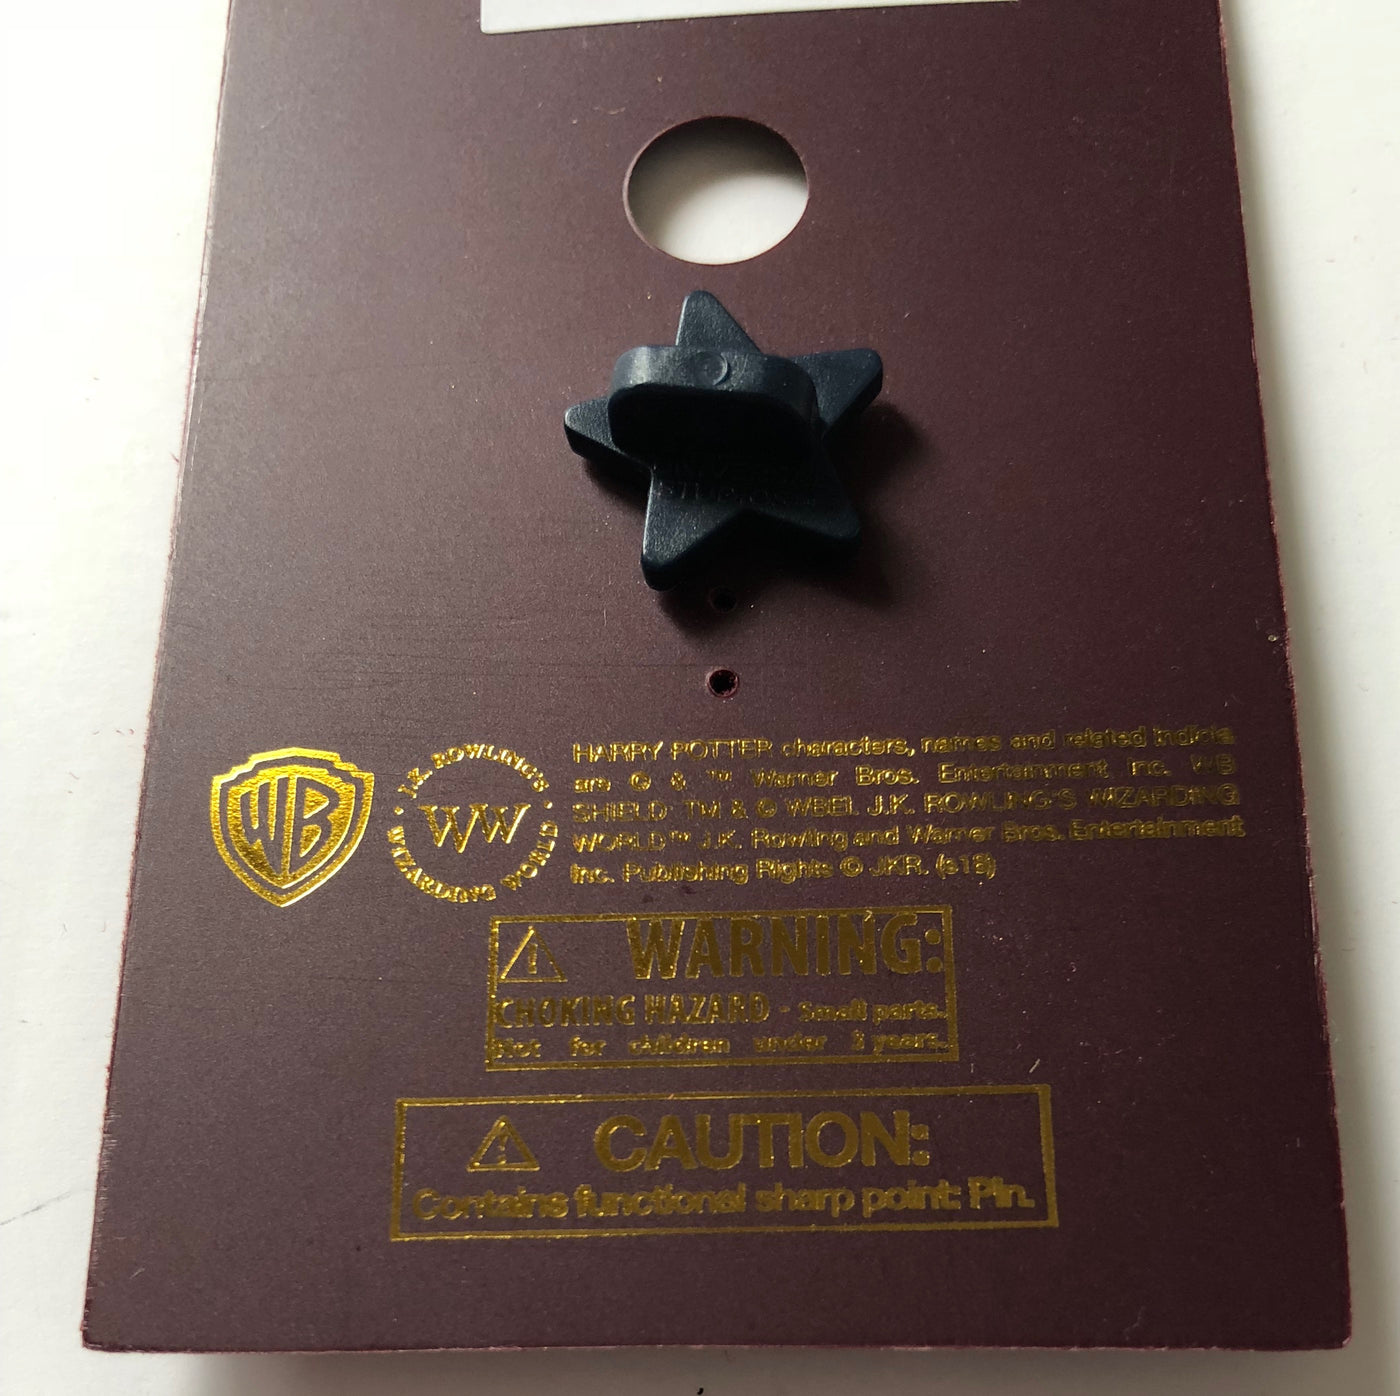 STUDIOS
WB
J.K. ROWLING'S
WW
WIZARDING WORLD
HARRY POTTER characters, names and related indicia
are © & ™ Warner Bros. Entertainment Inc. WB
SHIELD TM & © WBEI. J.K. ROWLING'S WIZARDING
WORLD™ J.K. Rowling and Warner Bros. Entertainment
Inc. Publishing Rights © JKR. (s18)
WARNING:
CHOKING HAZARD - Small parts.
Not for children under 3 years.
CAUTION:
Contains functional sharp point: Pin.